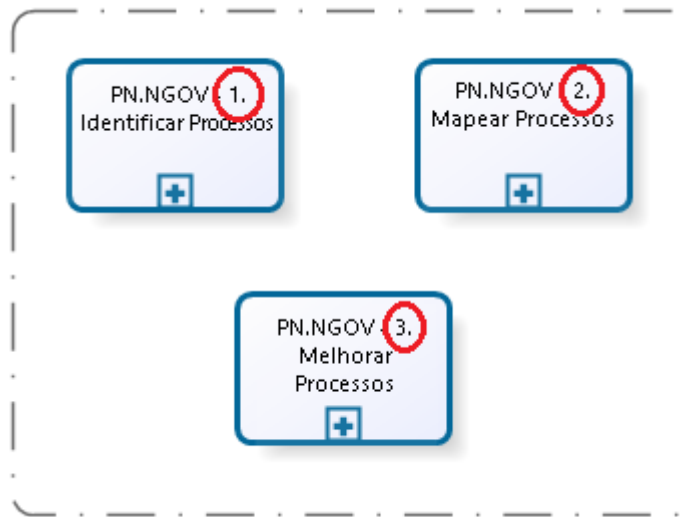 PN.NGOV - 1.
Identificar Processos
PN.NGOV - 2.
Mapear Processos
PN.NGOV - 3.
Melhorar
Processos